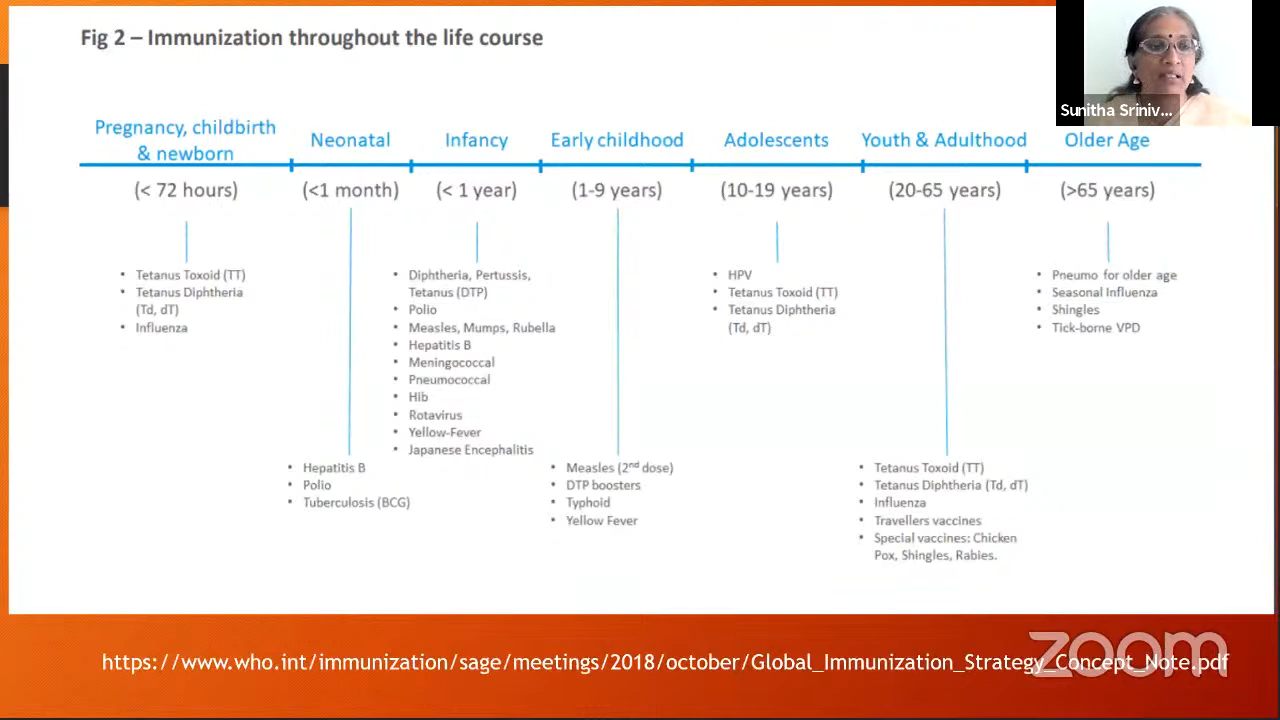 Fig 2 – Immunization throughout the life course
Sunitha Sriniv...
Pregnancy, childbirth
& newborn
Neonatal
Infancy
Early childhood
Adolescents
Youth & Adulthood
Older Age
(< 72 hours)
(<1 month)
(< 1 year)
(1-9 years)
(10-19 years)
(20-65 years)
(>65 years)
• Tetanus Toxoid (TT)
• Tetanus Diphtheria
(Td, dT)
• Influenza
• Hepatitis B
• Polio
• Tuberculosis (BCG)
• Diphtheria, Pertussis,
Tetanus (DTP)
• Polio
• Measles, Mumps, Rubella
• Hepatitis B
• Meningococcal
• Pneumococcal
• Hib
• Rotavirus
• Yellow-Fever
• Japanese Encephalitis
• Measles (2nd dose)
• DTP boosters
• Typhoid
• Yellow Fever
• HPV
• Tetanus Toxoid (TT)
• Tetanus Diphtheria
(Td, dT)
• Tetanus Toxoid (TT)
• Tetanus Diphtheria (Td, dT)
• Influenza
• Travellers vaccines
• Special vaccines: Chicken
Pox, Shingles, Rabies.
• Pneumo for older age
• Seasonal Influenza
• Shingles
• Tick-borne VPD
https://www.who.int/immunization/sage/meetings/2018/october/Global_Immunization_Strategy_Concept_Note.pdf
zoom